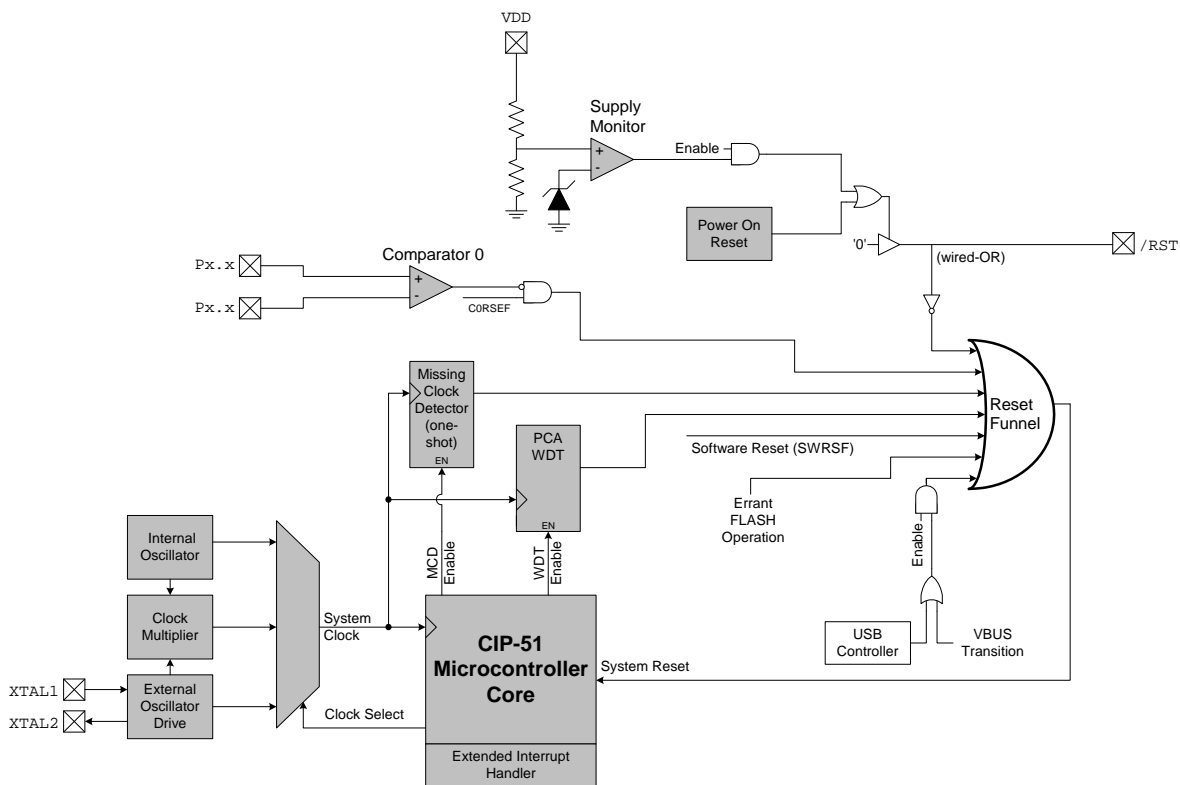 VDD
Supply
Monitor
+
-
Enable
Power On
Reset
'0'
/RST
(wired-OR)
Px.x
Comparator 0
+
-
Px.x
C0RSEF
Missing
Clock
Detector
(one-
shot)
EN
PCA
WDT
EN
Reset
Funnel
Software Reset (SWRSF)
Errant
FLASH
Operation
Enable
Internal
Oscillator
Clock
Multiplier
External
Oscillator
Drive
XTAL1
XTAL2
System
Clock
MCD
Enable
WDT
Enable
CIP-51
Microcontroller
Core
Clock Select
Extended Interrupt
Handler
System Reset
USB
Controller
VBUS
Transition